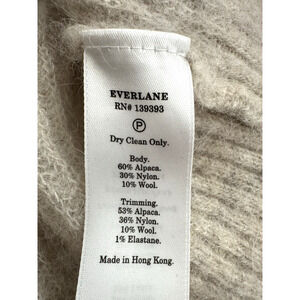 EVERLANE
RN# 139393
P
Dry Clean Only.
Body.
60% Alpaca.
30% Nylon.
10% Wool.
Trimming.
53% Alpaca.
36% Nylon.
10% Wool.
1% Elastane.
Made in Hong Kong.